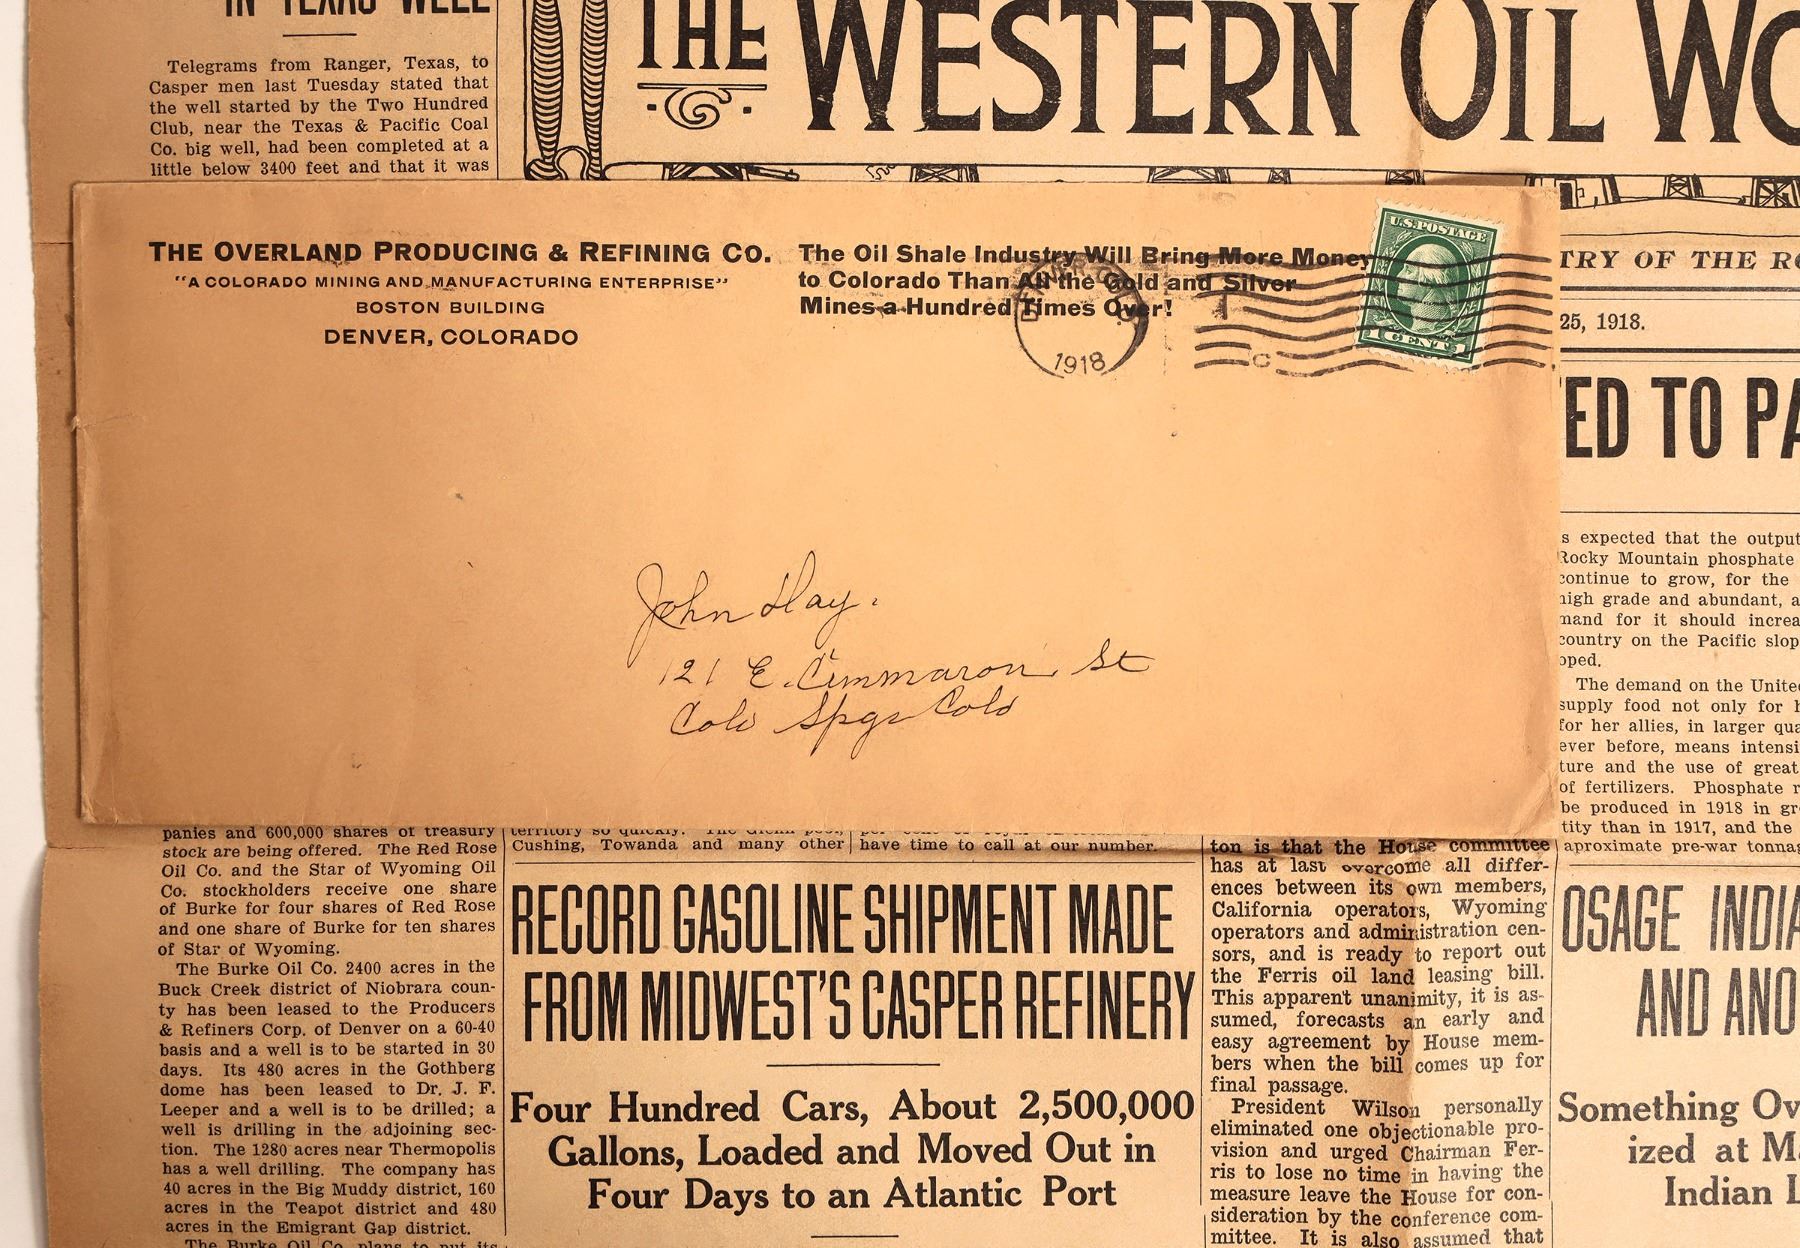 IN TEXAS WELL
Telegrams from Ranger, Texas, to
Casper men last Tuesday stated that
the well started by the Two Hundred
Club, near the Texas & Pacific Coal
Co. big well, had been completed at a
little below 3400 feet and that it was
THE WESTERN OIL WO
THE OVERLAND PRODUCING & REFINING CO.
"A COLORADO MINING AND MANUFACTURING ENTERPRISE"
BOSTON BUILDING
DENVER, COLORADO
The Oil Shale Industry Will Bring More Money
to Colorado Than All the Gold and Silver
Mines a Hundred Times Over!
1918
C
U.S. POSTAGE
1 CENT 1
John Hay.
121 E. Cimmaron St
Colo Spgs Colo
TRY OF THE RO
25, 1918.
ED TO PA
s expected that the output
Rocky Mountain phosphate
continue to grow, for the
high grade and abundant, a
mand for it should increa
country on the Pacific slop
oped.
The demand on the Unite
supply food not only for h
for her allies, in larger qua
ever before, means intensi
ture and the use of great
of fertilizers. Phosphate r
be produced in 1918 in gr
tity than in 1917, and the
aproximate pre-war tonnag
panies and 600,000 shares of treasury
stock are being offered. The Red Rose
Oil Co. and the Star of Wyoming Oil
Co. stockholders receive one share
of Burke for four shares of Red Rose
and one share of Burke for ten shares
of Star of Wyoming.
The Burke Oil Co. 2400 acres in the
Buck Creek district of Niobrara coun-
ty has been leased to the Producers
& Refiners Corp. of Denver on a 60-40
basis and a well is to be started in 30
days. Its 480 acres in the Gothberg
dome has been leased to Dr. J. F.
Leeper and a well is to be drilled; a
well is drilling in the adjoining sec-
tion. The 1280 acres near Thermopolis
has a well drilling. The company has
40 acres in the Big Muddy district, 160
acres in the Teapot district and 480
acres in the Emigrant Gap district.
The Burke Oil Co. plans to put its
territory so quickly. The Glenn pool,
Cushing, Towanda and many other
have time to call at our number.
RECORD GASOLINE SHIPMENT MADE
FROM MIDWEST'S CASPER REFINERY
Four Hundred Cars, About 2,500,000
Gallons, Loaded and Moved Out in
Four Days to an Atlantic Port
ton is that the House committee
has at last overcome all differ-
ences between its own members,
California operators, Wyoming
operators and administration cen-
sors, and is ready to report out
the Ferris oil land leasing bill.
This apparent unanimity, it is as-
sumed, forecasts an early and
easy agreement by House mem-
bers when the bill comes up for
final passage.
President Wilson personally
eliminated one objectionable pro-
vision and urged Chairman Fer-
ris to lose no time in having the
measure leave the House for con-
sideration by the conference com-
mittee. It is also assumed that
OSAGE INDIA
AND ANO
Something Ov
ized at Ma
Indian L